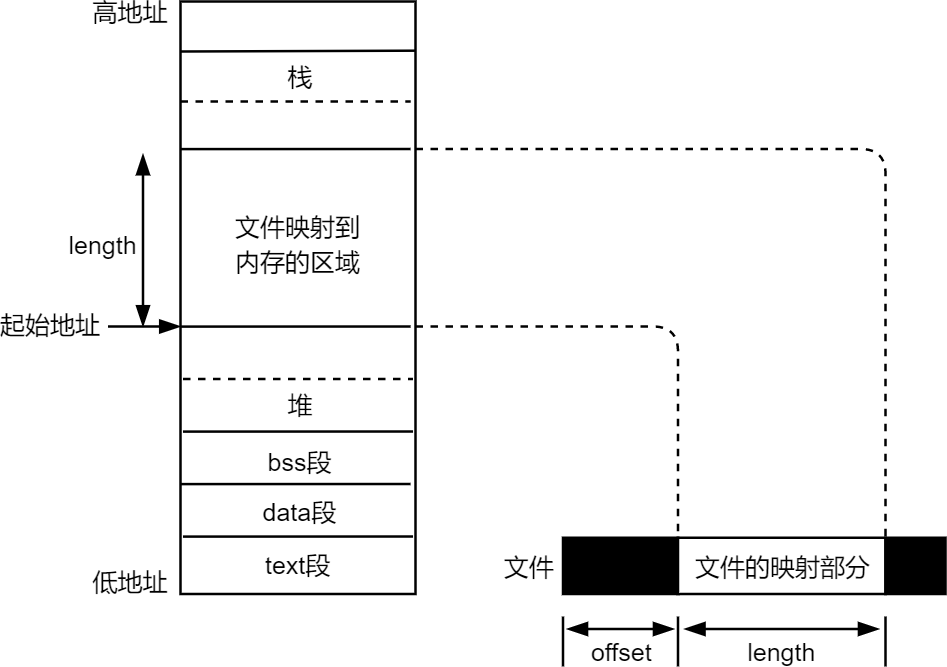 高地址
栈
length
文件映射到
内存的区域
起始地址
堆
bss段
data段
text段
低地址
文件
文件的映射部分
offset
length